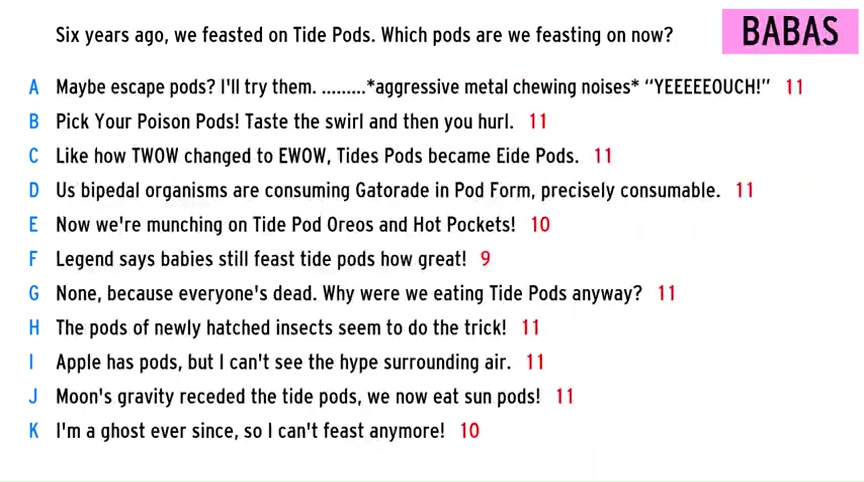 Six years ago, we feasted on Tide Pods. Which pods are we feasting on now?
BABAS
A Maybe escape pods? I'll try them. .........*aggressive metal chewing noises* “YEEEEEOUCH!” 11
B Pick Your Poison Pods! Taste the swirl and then you hurl. 11
C Like how TWOW changed to EWOW, Tides Pods became Eide Pods. 11
D Us bipedal organisms are consuming Gatorade in Pod Form, precisely consumable. 11
E Now we're munching on Tide Pod Oreos and Hot Pockets! 10
F Legend says babies still feast tide pods how great! 9
G None, because everyone's dead. Why were we eating Tide Pods anyway? 11
H The pods of newly hatched insects seem to do the trick! 11
I Apple has pods, but I can't see the hype surrounding air. 11
J Moon's gravity receded the tide pods, we now eat sun pods! 11
K I'm a ghost ever since, so I can't feast anymore! 10